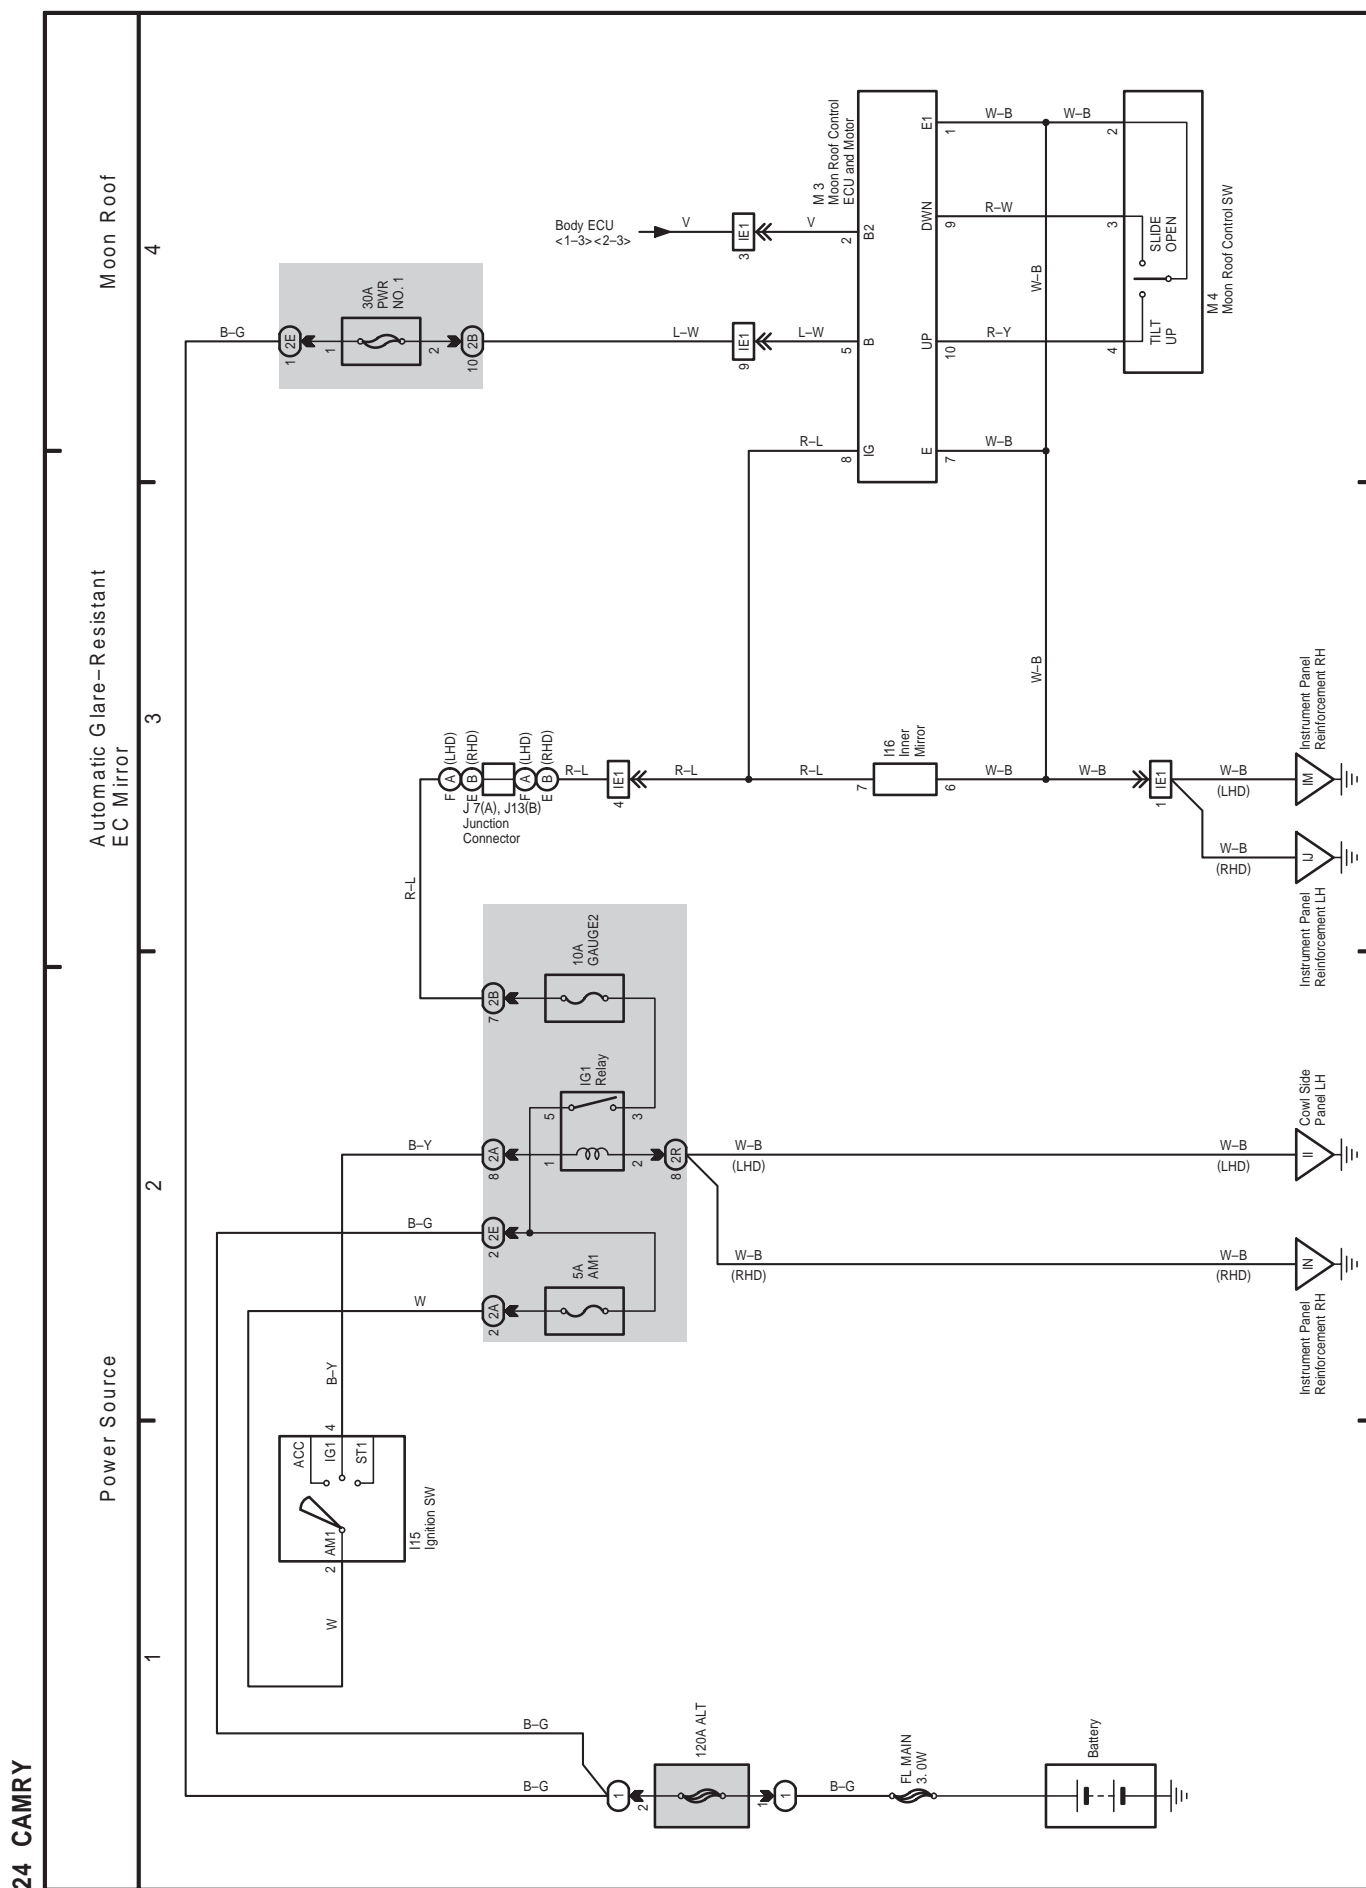 24 CAMRY
Power Source
Automatic Glare–Resistant
EC Mirror
Moon Roof
1
2
3
4
B–G
B–G
B–G
120A ALT
2
1
1
1
FL MAIN
3. 0W
Battery
W
2
AM1
ACC
IG1
ST1
4
I15
Ignition SW
B–Y
W
B–G
B–Y
2
2A
2
2E
8
2A
7
2B
5A
AM1
IG1
Relay
5
3
1
2
10A
GAUGE2
8
2R
W–B
(RHD)
W–B
(LHD)
W–B
(RHD)
W–B
(LHD)
IN
Instrument Panel
Reinforcement RH
II
Cowl Side
Panel LH
R–L
F
A
(LHD)
E
B
(RHD)
F
A
(LHD)
E
B
(RHD)
J 7(A), J13(B)
Junction
Connector
R–L
4
IE1
R–L
R–L
7
I16
Inner
Mirror
6
W–B
W–B
1
IE1
W–B
(LHD)
W–B
(RHD)
IM
Instrument Panel
Reinforcement RH
IJ
Instrument Panel
Reinforcement LH
W–B
B–G
1
2E
1
30A
PWR
NO. 1
2
10
2B
L–W
9
IE1
L–W
Body ECU
<1–3><2–3>
V
3
IE1
V
R–L
8
IG
5
B
2
B2
M 3
Moon Roof Control
ECU and Motor
E
7
UP
10
DWN
9
E1
1
W–B
R–Y
R–W
W–B
W–B
W–B
4
3
2
TILT
UP
SLIDE
OPEN
M 4
Moon Roof Control SW